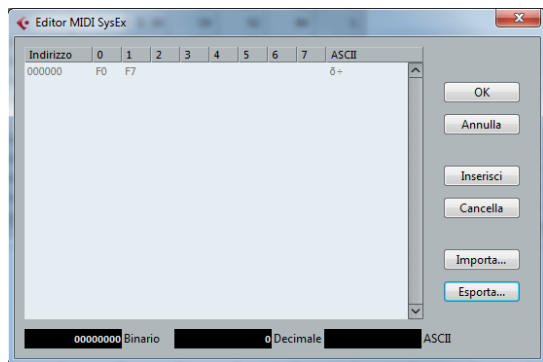 Editor MIDI SysEx
Indirizzo 0 1 2 3 4 5 6 7 ASCII
000000 F0 F7 ð÷
OK
Annulla
Inserisci
Cancella
Importa...
Esporta...
00000000 Binario 0 Decimale ASCII